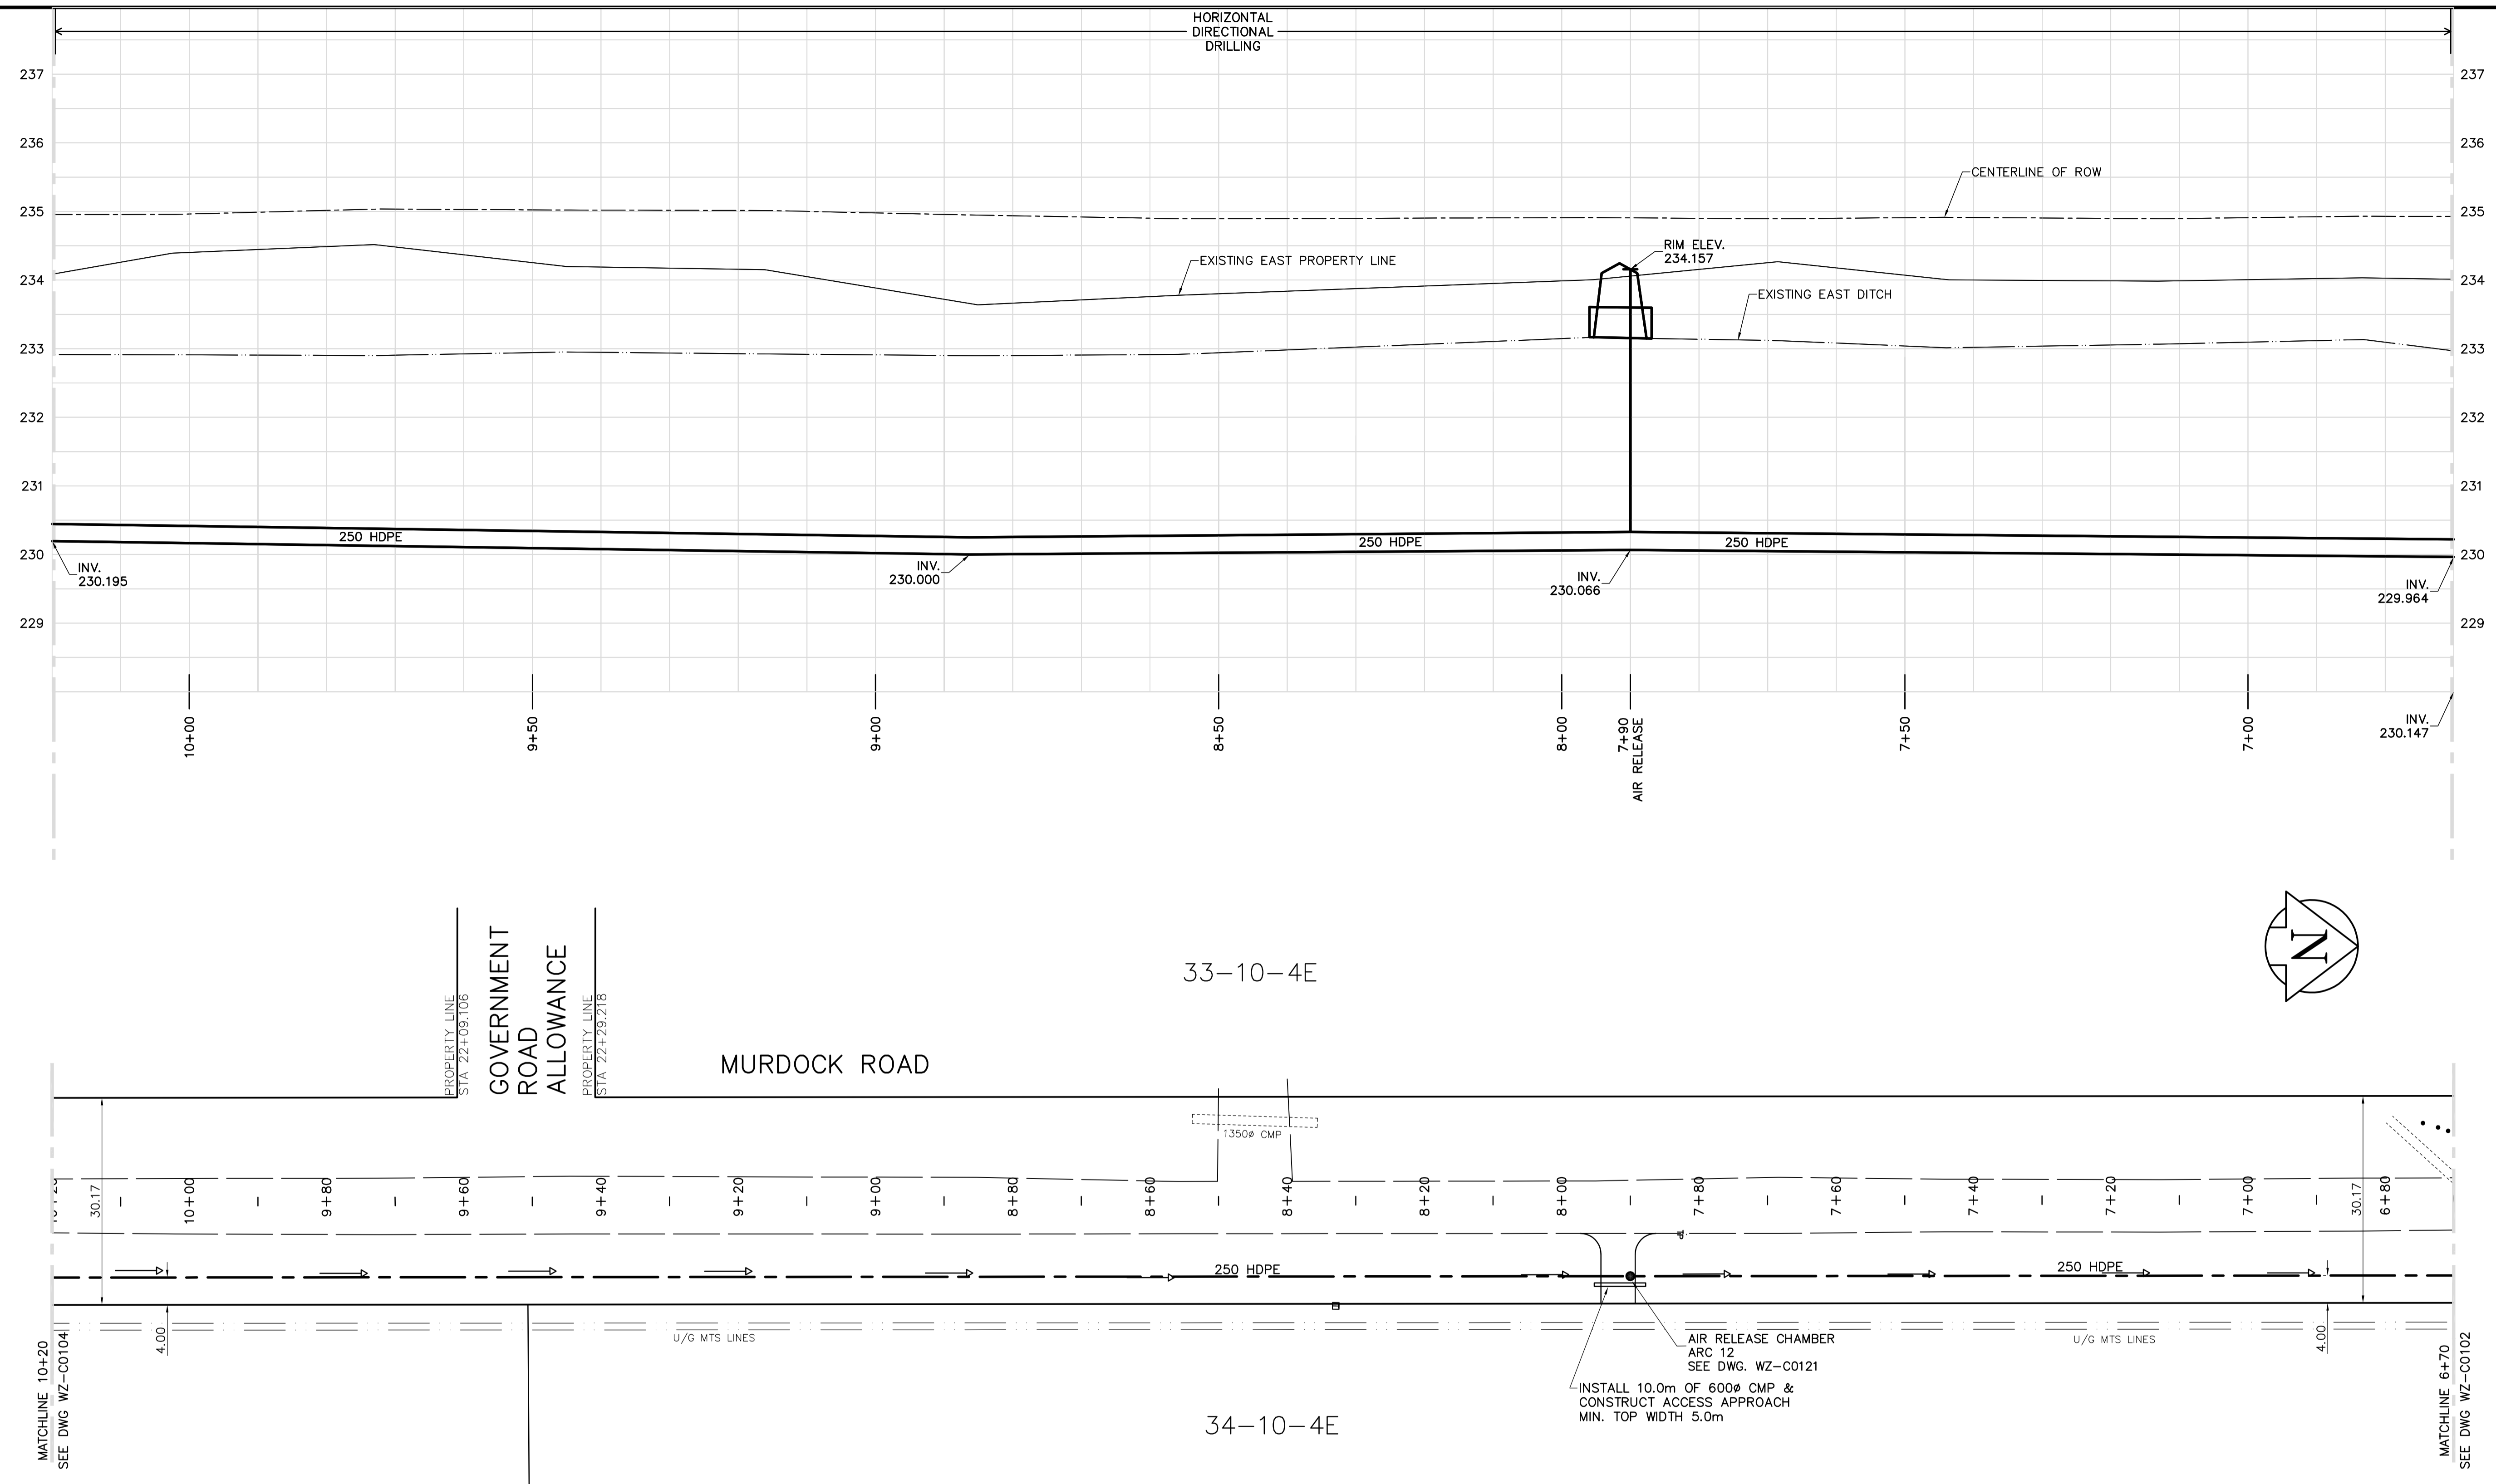 HORIZONTAL
DIRECTIONAL
DRILLING
237
237
236
236
CENTERLINE OF ROW
235
235
RIM ELEV.
234.157
EXISTING EAST PROPERTY LINE
234
234
EXISTING EAST DITCH
233
233
232
232
231
231
250 HDPE
250 HDPE
250 HDPE
230
230
INV.
230.195
INV.
230.000
INV.
230.066
INV.
229.964
229
229
10+00
9+50
9+00
8+50
8+00
7+90
AIR RELEASE
7+50
7+00
INV.
230.147
N
PROPERTY LINE
STA 22+09.106
GOVERNMENT
ROAD
ALLOWANCE
PROPERTY LINE
STA 22+29.218
33-10-4E
MURDOCK ROAD
1350ø CMP
10+20
30.17
10+00
9+80
9+60
9+40
9+20
9+00
8+80
8+60
8+40
8+20
8+00
7+80
7+60
7+40
7+20
7+00
30.17
6+80
250 HDPE
250 HDPE
4.00
U/G MTS LINES
U/G MTS LINES
4.00
AIR RELEASE CHAMBER
ARC 12
SEE DWG. WZ-C0121
INSTALL 10.0m OF 600ø CMP &
CONSTRUCT ACCESS APPROACH
MIN. TOP WIDTH 5.0m
34-10-4E
MATCHLINE 10+20
SEE DWG WZ-C0104
MATCHLINE 6+70
SEE DWG WZ-C0102